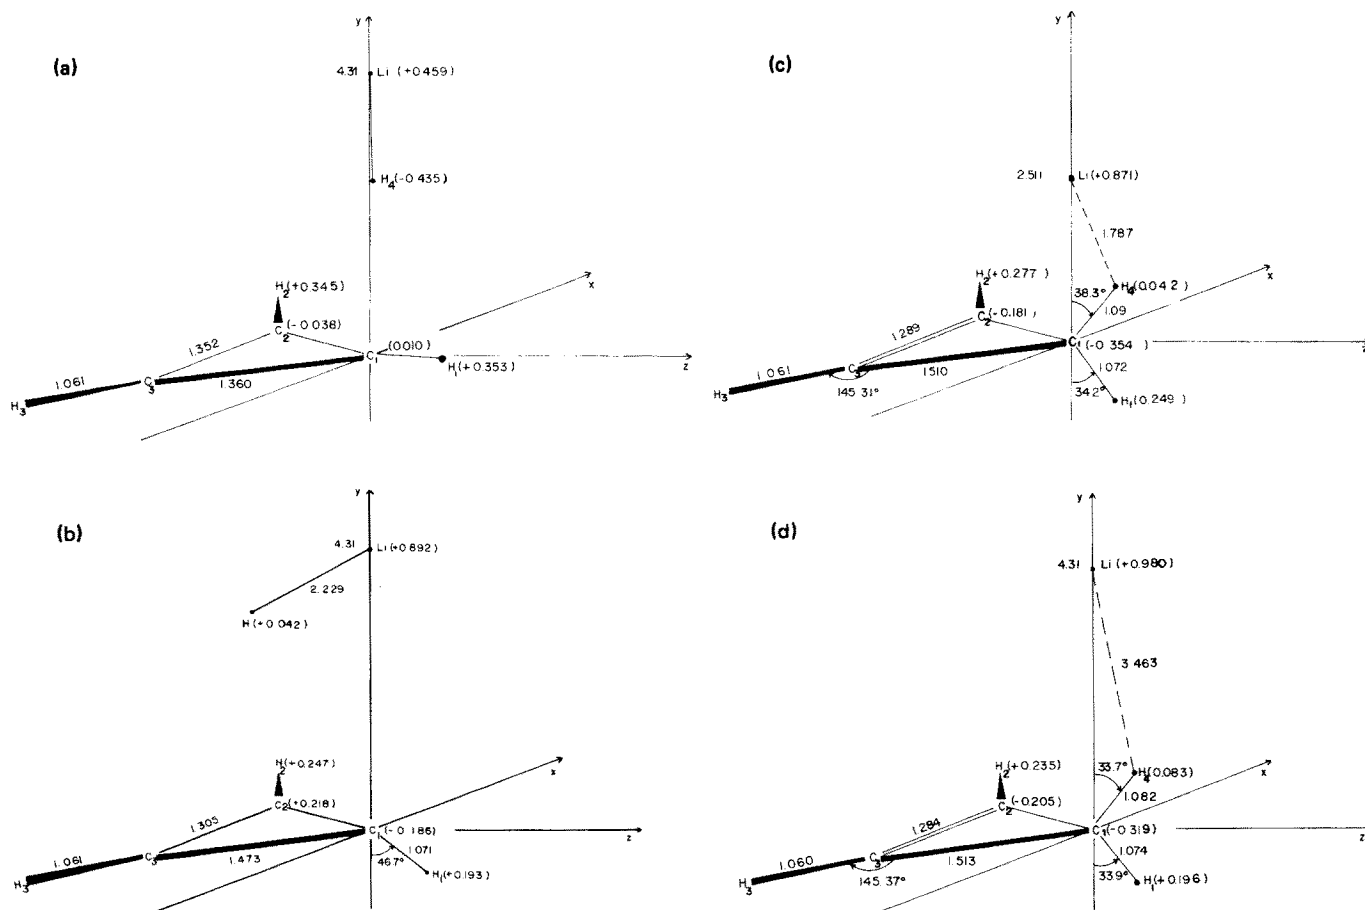 (a)
y
4.31 Li (+0.459)
H4(-0.435)
H2(+0.345)
x
C2 (-0.038)
1.352
(0.010)
C1
z
H1(+0.353)
1.061
C3
1.360
H3
(c)
y
2.511 Li(+0.871)
1.787
x
H2(+0.277)
H4(0.042)
38.3°
C2 (-0.181)
1.09
1.289
C1(-0.354)
z
C3
1.072
1.061
1.510
H3
145.31°
34.2°
H1(0.249)
(b)
y
4.31 Li(+0.892)
2.229
H(+0.042)
H2(+0.247)
x
C2(+0.218)
1.305
C1(-0.186)
z
1.071
1.061
C3
1.473
46.7°
H3
H1(+0.193)
(d)
y
4.31 Li(+0.980)
3.463
H2(+0.235)
x
33.7°
H4(0.083)
C2 (-0.205)
1.082
1.284
C1(-0.319)
z
1.074
1.060
C3
1.513
33.9°
H3
145.37°
H1(+0.196)